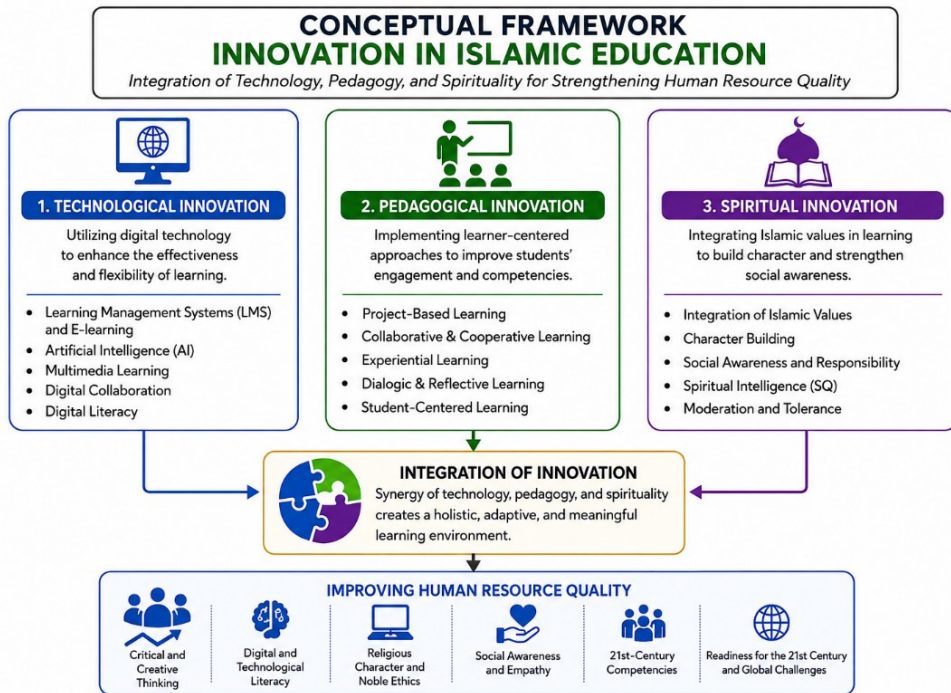 CONCEPTUAL FRAMEWORK
INNOVATION IN ISLAMIC EDUCATION
Integration of Technology, Pedagogy, and Spirituality for Strengthening Human Resource Quality
1. TECHNOLOGICAL INNOVATION
Utilizing digital technology
to enhance the effectiveness
and flexibility of learning.
• Learning Management Systems (LMS)
and E-learning
• Artificial Intelligence (AI)
• Multimedia Learning
• Digital Collaboration
• Digital Literacy
2. PEDAGOGICAL INNOVATION
Implementing learner-centered
approaches to improve students'
engagement and competencies.
• Project-Based Learning
• Collaborative & Cooperative Learning
• Experiential Learning
• Dialogic & Reflective Learning
• Student-Centered Learning
3. SPIRITUAL INNOVATION
Integrating Islamic values in learning
to build character and strengthen
social awareness.
• Integration of Islamic Values
• Character Building
• Social Awareness and Responsibility
• Spiritual Intelligence (SQ)
• Moderation and Tolerance
INTEGRATION OF INNOVATION
Synergy of technology, pedagogy, and spirituality
creates a holistic, adaptive, and meaningful
learning environment.
IMPROVING HUMAN RESOURCE QUALITY
Critical and
Creative
Thinking
Digital and
Technological
Literacy
Religious
Character and
Noble Ethics
Social Awareness
and Empathy
21st-Century
Competencies
Readiness for the 21st Century
and Global Challenges